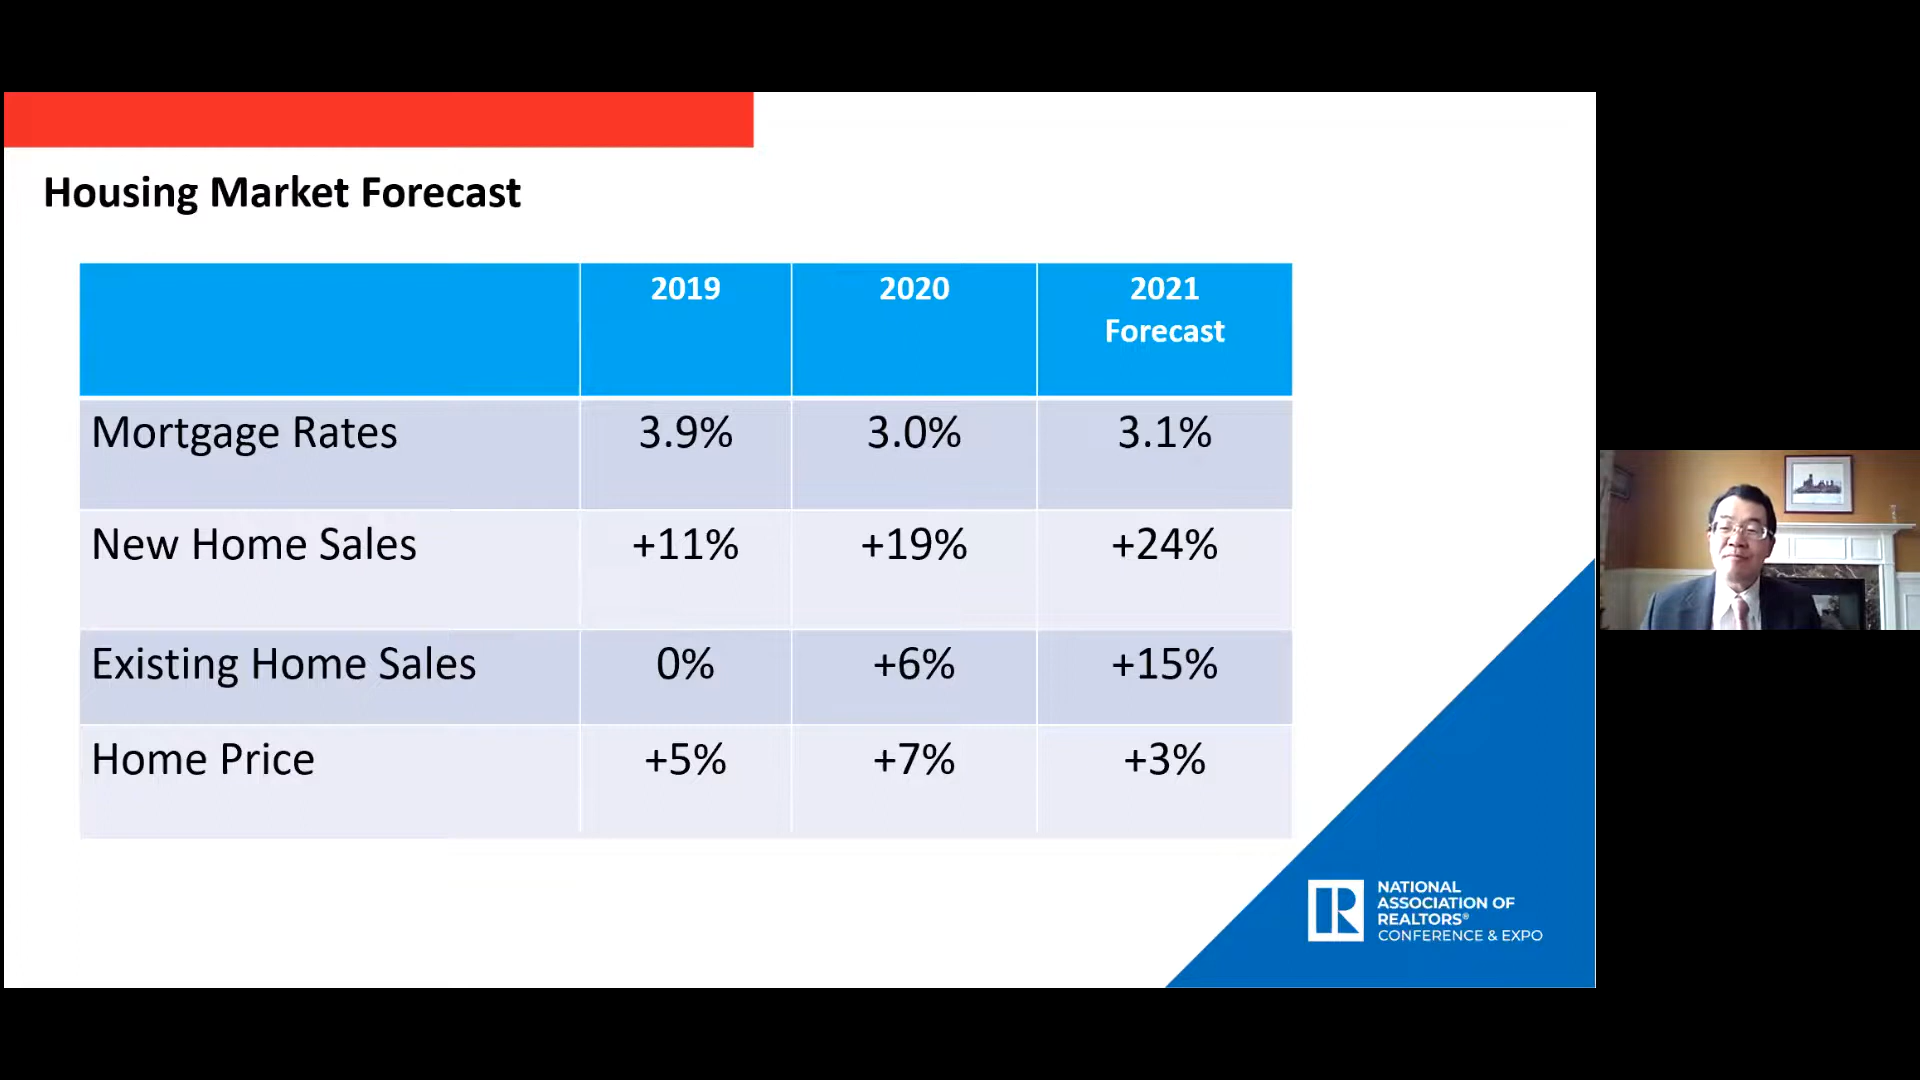 Housing Market Forecast
2019 2020 2021
Forecast
Mortgage Rates 3.9% 3.0% 3.1%
New Home Sales +11% +19% +24%
Existing Home Sales 0% +6% +15%
Home Price +5% +7% +3%
NATIONAL
ASSOCIATION OF
REALTORS®
CONFERENCE & EXPO